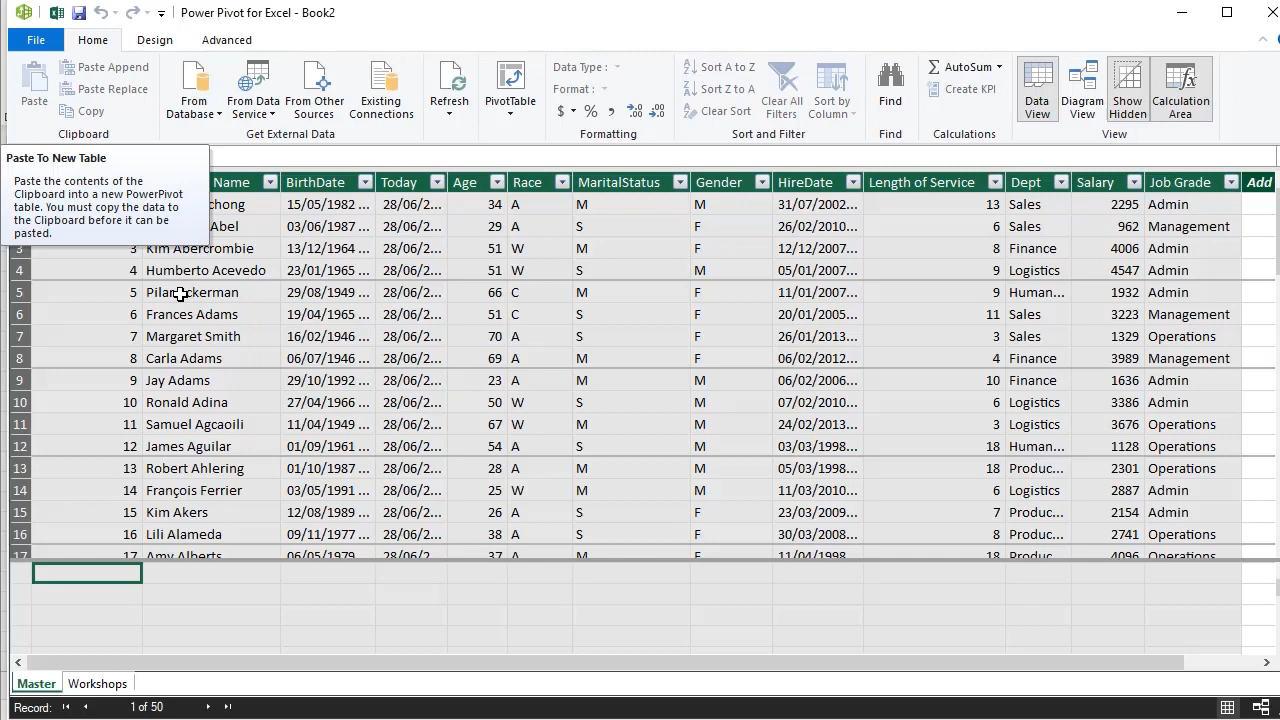 Power Pivot for Excel - Book2
File Home Design Advanced
Paste Append
Paste Replace
Copy
Paste
Clipboard
From Database
From Data Service
From Other Sources
Existing Connections
Get External Data
Refresh
PivotTable
Data Type :
Format :
$ % ,
Formatting
Sort A to Z
Sort Z to A
Clear Sort
Clear All Filters
Sort by Column
Sort and Filter
Find
Find
AutoSum
Create KPI
Calculations
Data View
Diagram View
Show Hidden
Calculation Area
View
Paste To New Table
Paste the contents of the
Clipboard into a new PowerPivot
table. You must copy the data to
the Clipboard before it can be
pasted.
Name BirthDate Today Age Race MaritalStatus Gender HireDate Length of Service Dept Salary Job Grade Add
chong 15/05/1982 ... 28/06/2... 34 A M M 31/07/2002... 13 Sales 2295 Admin
Abel 03/06/1987 ... 28/06/2... 29 A S F 26/02/2010... 6 Sales 962 Management
3 3 Kim Abercrombie 13/12/1964 ... 28/06/2... 51 W M F 12/12/2007... 8 Finance 4006 Admin
4 4 Humberto Acevedo 23/01/1965 ... 28/06/2... 51 W S M 05/01/2007... 9 Logistics 4547 Admin
5 5 Pilar Ackerman 29/08/1949 ... 28/06/2... 66 C M F 11/01/2007... 9 Human... 1932 Admin
6 6 Frances Adams 19/04/1965 ... 28/06/2... 51 C S F 20/01/2005... 11 Sales 3223 Management
7 7 Margaret Smith 16/02/1946 ... 28/06/2... 70 A S F 26/01/2013... 3 Sales 1329 Operations
8 8 Carla Adams 06/07/1946 ... 28/06/2... 69 A M F 06/02/2012... 4 Finance 3989 Management
9 9 Jay Adams 29/10/1992 ... 28/06/2... 23 A M M 06/02/2006... 10 Finance 1636 Admin
10 10 Ronald Adina 27/04/1966 ... 28/06/2... 50 W S M 07/02/2010... 6 Logistics 3386 Admin
11 11 Samuel Agcaoili 11/04/1949 ... 28/06/2... 67 W M M 24/02/2013... 3 Logistics 3676 Operations
12 12 James Aguilar 01/09/1961 ... 28/06/2... 54 A S M 03/03/1998... 18 Human... 1128 Operations
13 13 Robert Ahlering 01/10/1987 ... 28/06/2... 28 A M M 05/03/1998... 18 Produc... 2301 Operations
14 14 François Ferrier 03/05/1991 ... 28/06/2... 25 W M M 11/03/2010... 6 Logistics 2887 Admin
15 15 Kim Akers 12/08/1989 ... 28/06/2... 26 A S F 23/03/2009... 7 Produc... 2154 Admin
16 16 Lili Alameda 09/11/1977 ... 28/06/2... 38 A S F 30/03/2008... 8 Produc... 2741 Operations
17 17 Amy Alberts 06/05/1979 28/06/2... 37 A M F 11/04/1998 18 Produc... 4096 Operations
Master Workshops
Record: 1 of 50